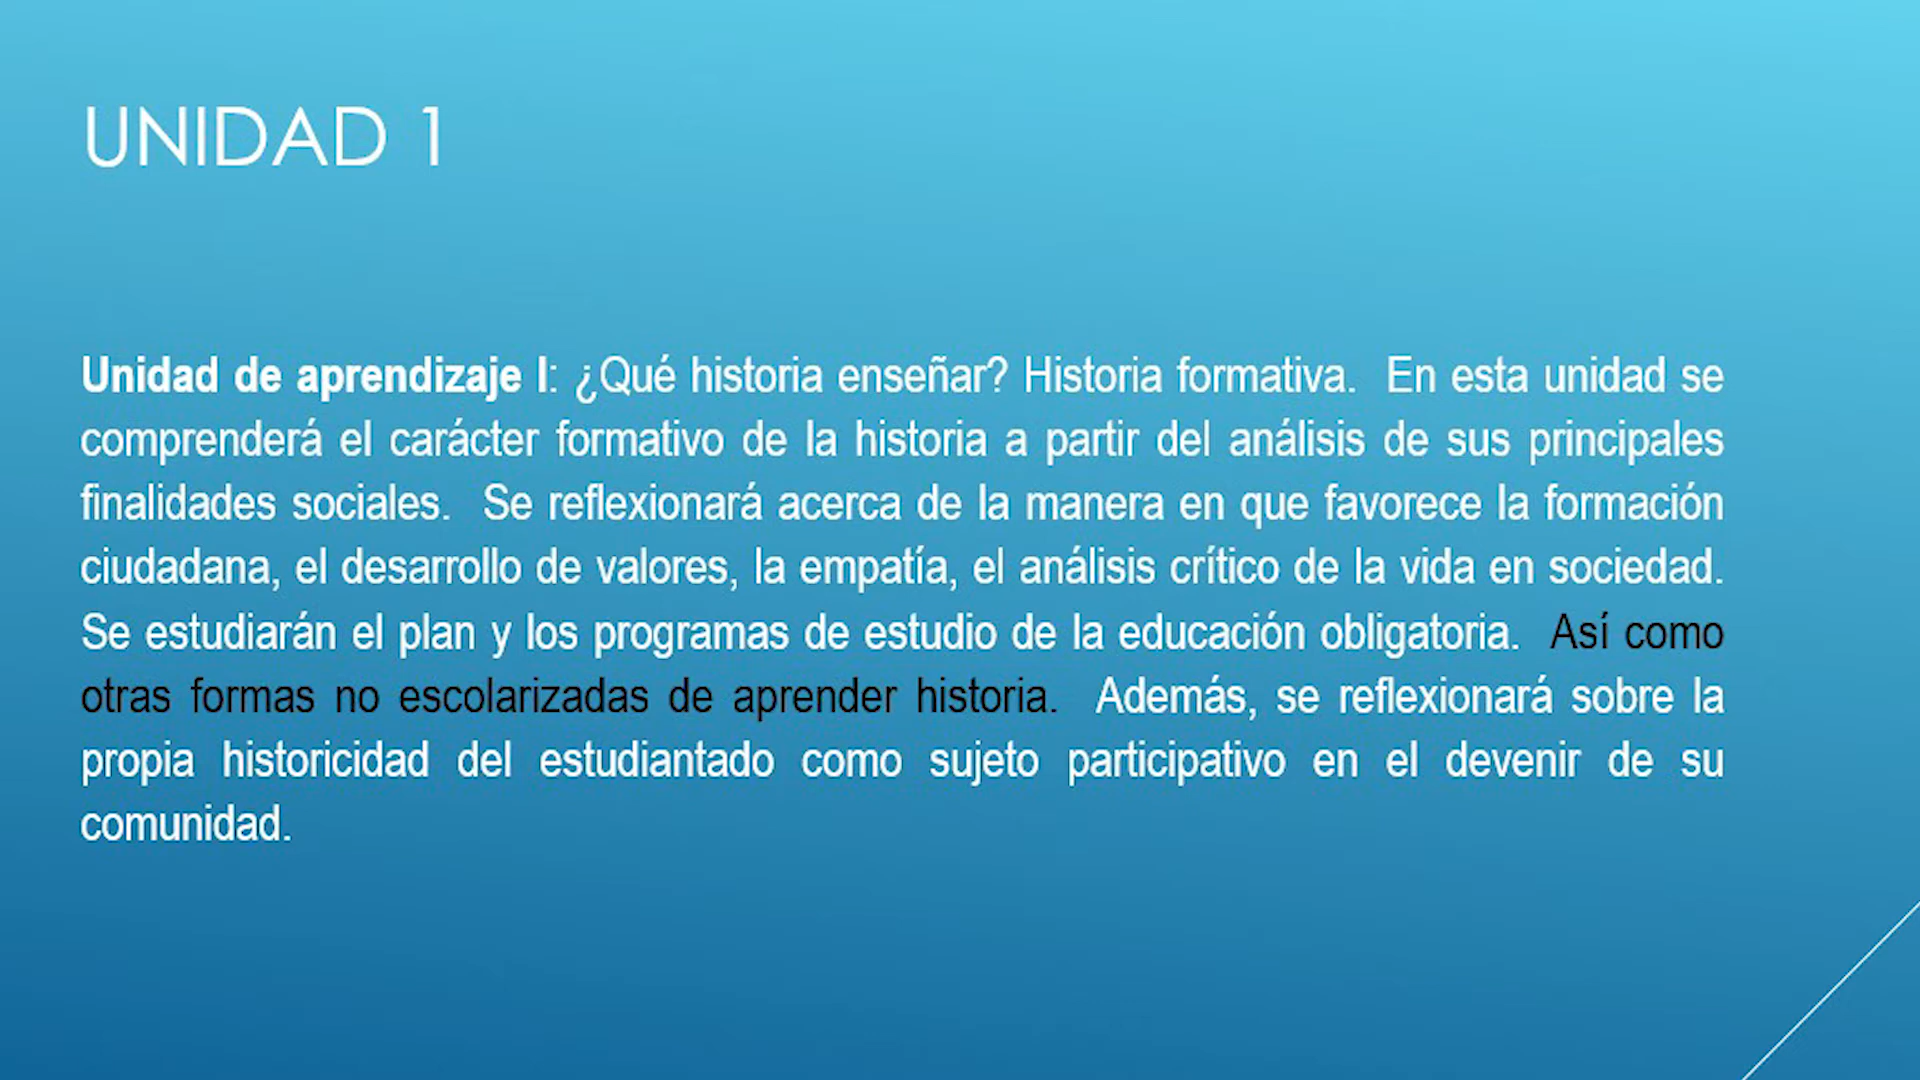 UNIDAD 1
Unidad de aprendizaje I: ¿Qué historia enseñar? Historia formativa. En esta unidad se
comprenderá el carácter formativo de la historia a partir del análisis de sus principales
finalidades sociales. Se reflexionará acerca de la manera en que favorece la formación
ciudadana, el desarrollo de valores, la empatía, el análisis crítico de la vida en sociedad.
Se estudiarán el plan y los programas de estudio de la educación obligatoria. Así como
otras formas no escolarizadas de aprender historia. Además, se reflexionará sobre la
propia historicidad del estudiantado como sujeto participativo en el devenir de su
comunidad.